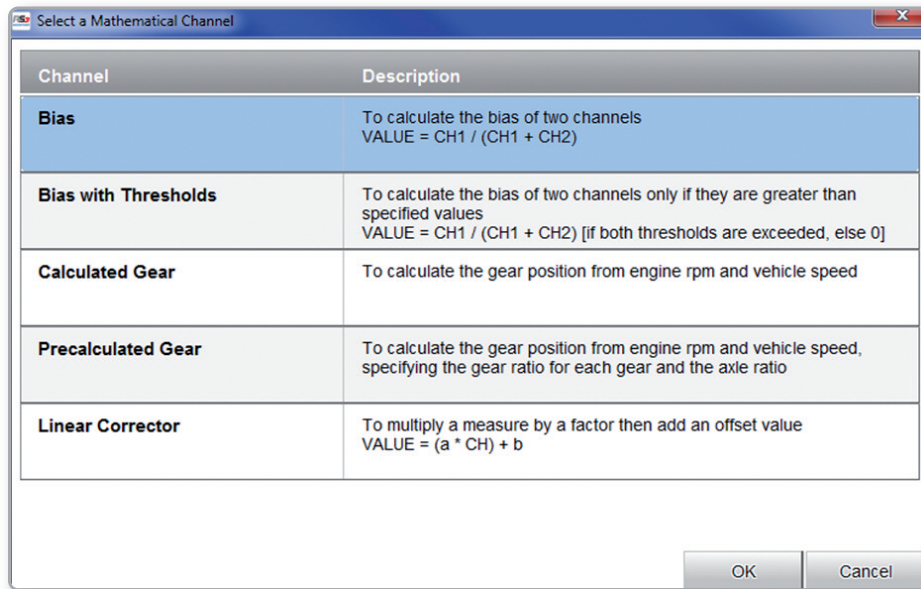 Select a Mathematical Channel
Channel Description
Bias
To calculate the bias of two channels
VALUE = CH1 / (CH1 + CH2)
Bias with Thresholds
To calculate the bias of two channels only if they are greater than
specified values
VALUE = CH1 / (CH1 + CH2) [if both thresholds are exceeded, else 0]
Calculated Gear
To calculate the gear position from engine rpm and vehicle speed
Precalculated Gear
To calculate the gear position from engine rpm and vehicle speed,
specifying the gear ratio for each gear and the axle ratio
Linear Corrector
To multiply a measure by a factor then add an offset value
VALUE = (a * CH) + b
OK Cancel